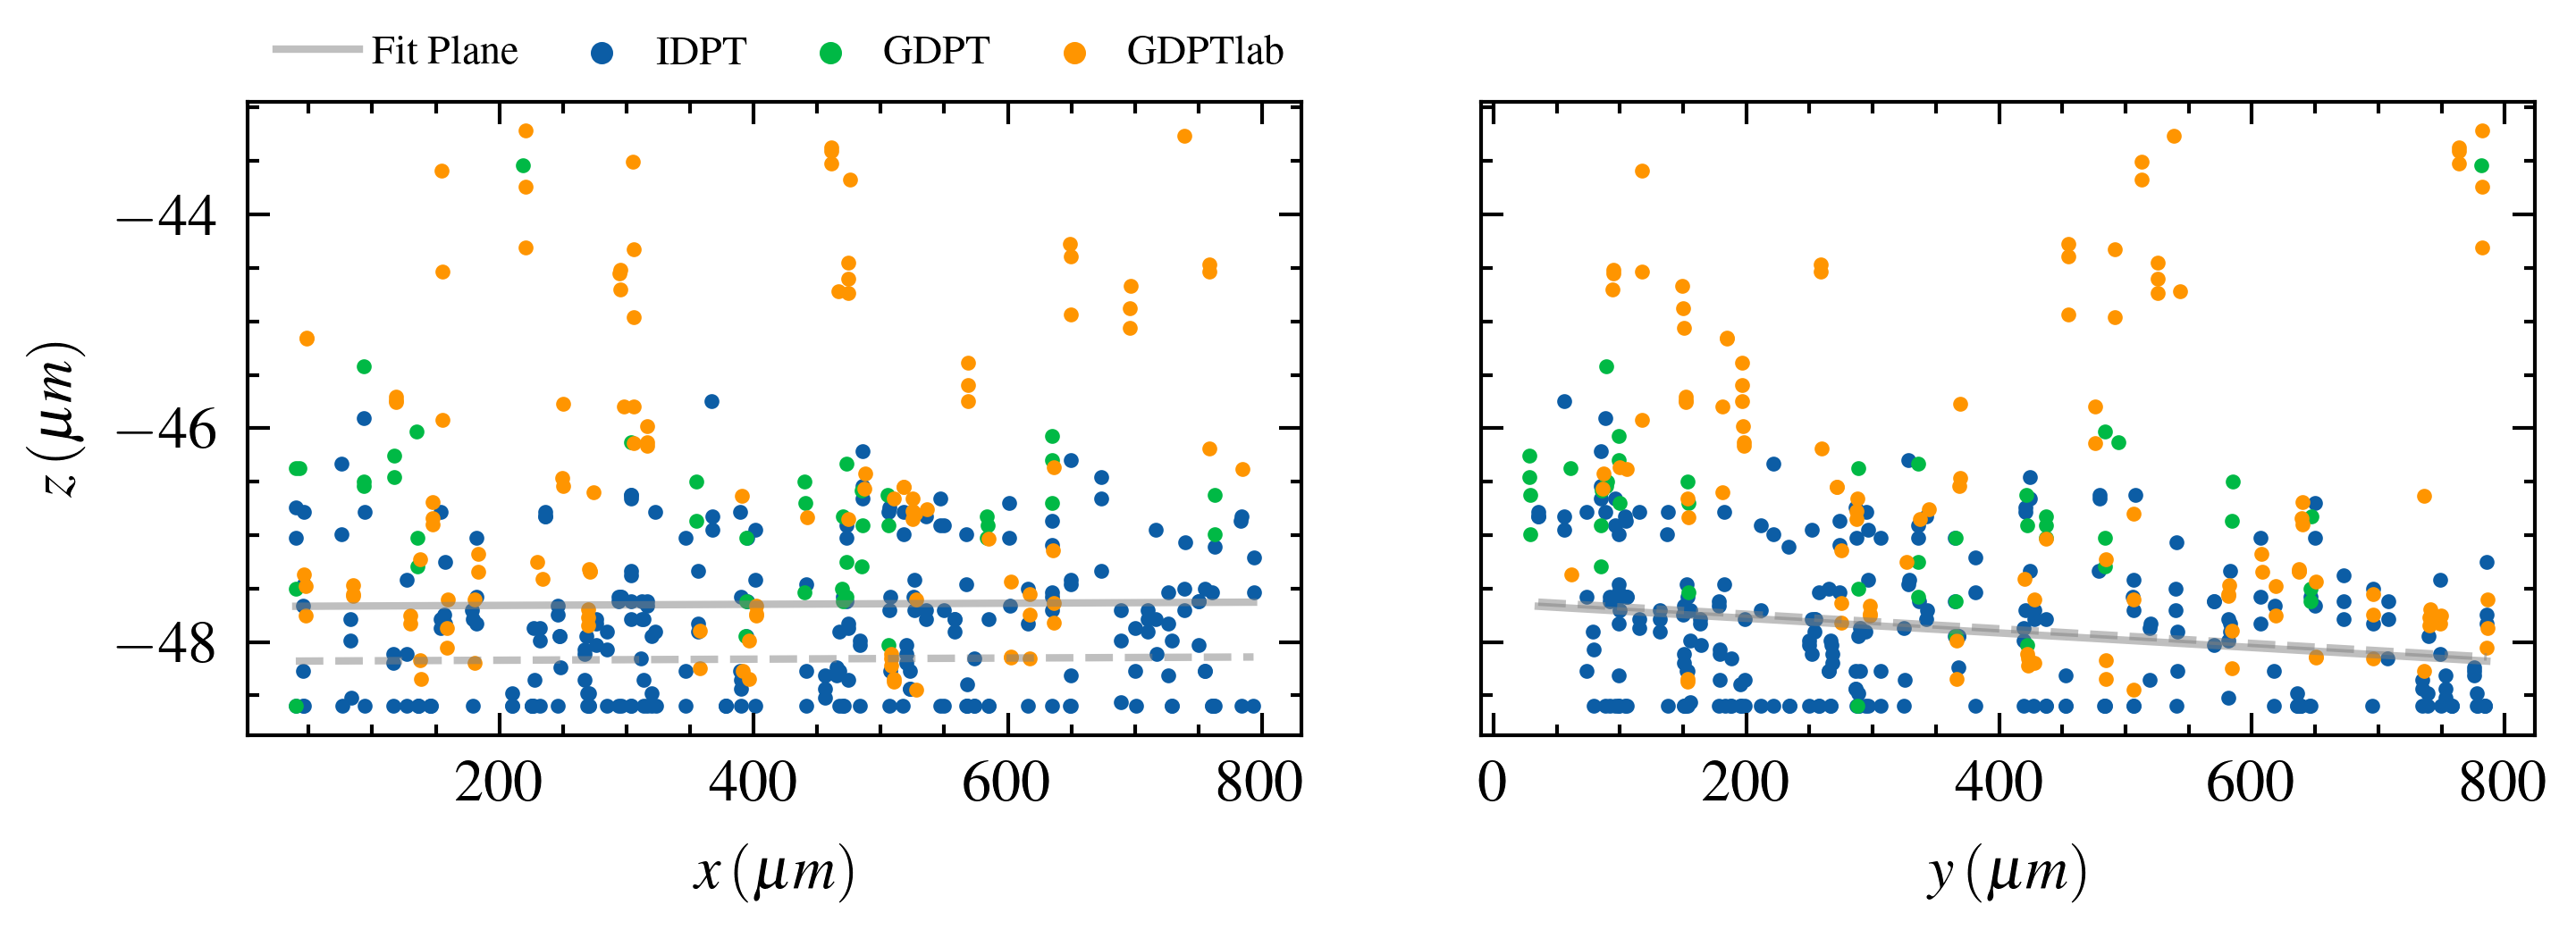 Fit Plane IDPT GDPT GDPTlab
−44
−46
−48
z (μm)
200 400 600 800
x (μm)
0 200 400 600 800
y (μm)